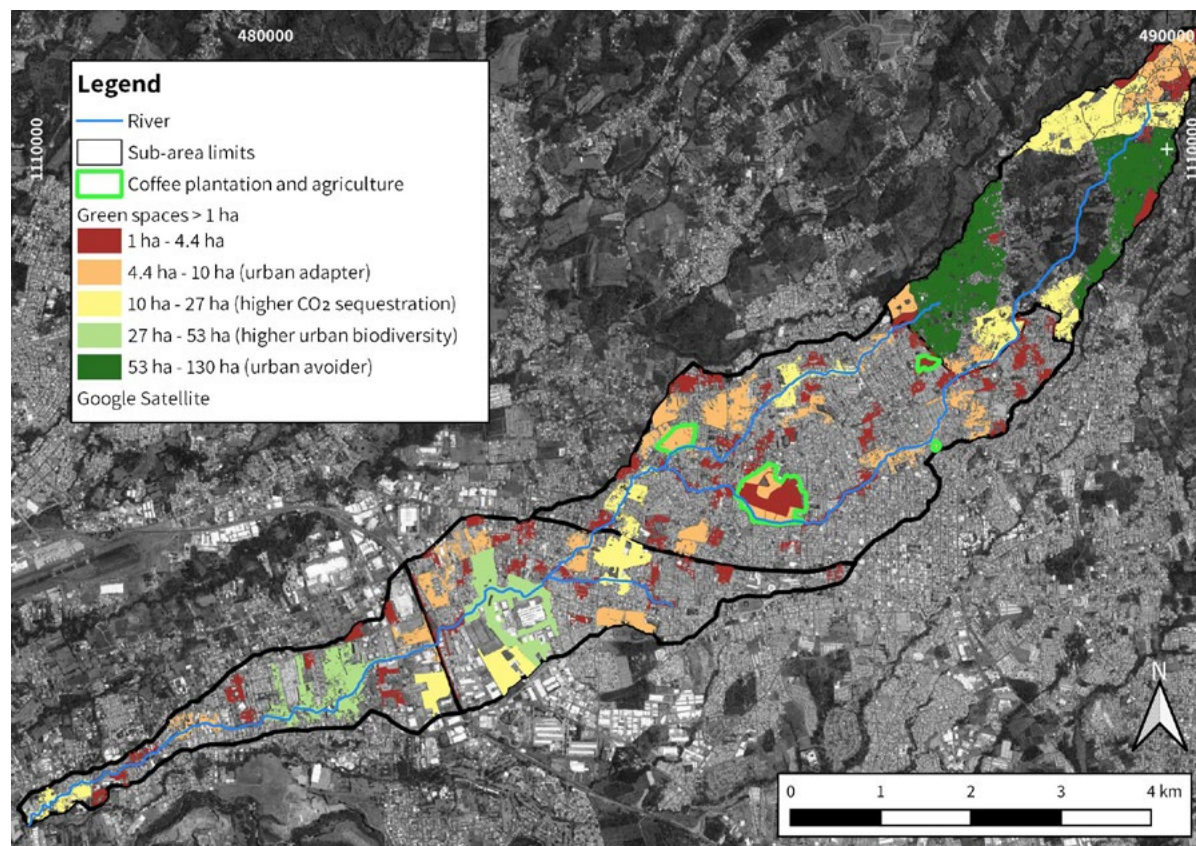 480000
490000
1110000
1110000
Legend
River
Sub-area limits
Coffee plantation and agriculture
Green spaces > 1 ha
1 ha - 4.4 ha
4.4 ha - 10 ha (urban adapter)
10 ha - 27 ha (higher CO₂ sequestration)
27 ha - 53 ha (higher urban biodiversity)
53 ha - 130 ha (urban avoider)
Google Satellite
N
0 1 2 3 4 km